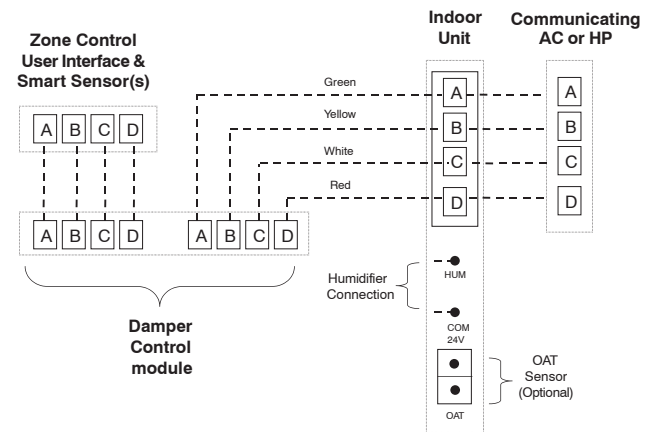 Zone Control
User Interface &
Smart Sensor(s)
A B C D
A B C D
A B C D
Damper
Control
module
Green
Yellow
White
Red
Indoor
Unit
A
B
C
D
Communicating
AC or HP
A
B
C
D
Humidifier
Connection
HUM
COM
24V
OAT
OAT
Sensor
(Optional)